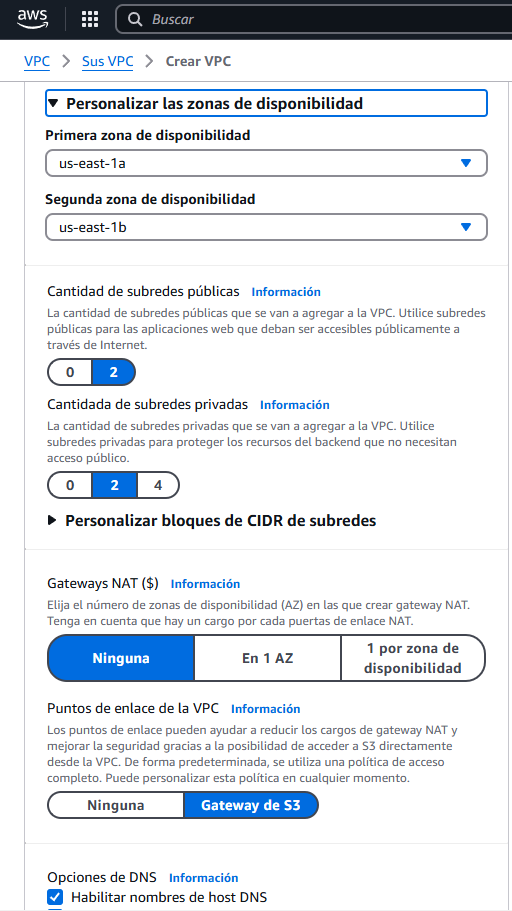 aws
Buscar
VPC > Sus VPC > Crear VPC
Personalizar las zonas de disponibilidad
Primera zona de disponibilidad
us-east-1a
Segunda zona de disponibilidad
us-east-1b
Cantidad de subredes públicas Información
La cantidad de subredes públicas que se van a agregar a la VPC. Utilice subredes
públicas para las aplicaciones web que deban ser accesibles públicamente a
través de Internet.
0 2
Cantidada de subredes privadas Información
La cantidad de subredes privadas que se van a agregar a la VPC. Utilice
subredes privadas para proteger los recursos del backend que no necesitan
acceso público.
0 2 4
Personalizar bloques de CIDR de subredes
Gateways NAT ($) Información
Elija el número de zonas de disponibilidad (AZ) en las que crear gateway NAT.
Tenga en cuenta que hay un cargo por cada puertas de enlace NAT.
Ninguna En 1 AZ 1 por zona de
disponibilidad
Puntos de enlace de la VPC Información
Los puntos de enlace pueden ayudar a reducir los cargos de gateway NAT y
mejorar la seguridad gracias a la posibilidad de acceder a S3 directamente
desde la VPC. De forma predeterminada, se utiliza una política de acceso
completo. Puede personalizar esta política en cualquier momento.
Ninguna Gateway de S3
Opciones de DNS Información
Habilitar nombres de host DNS